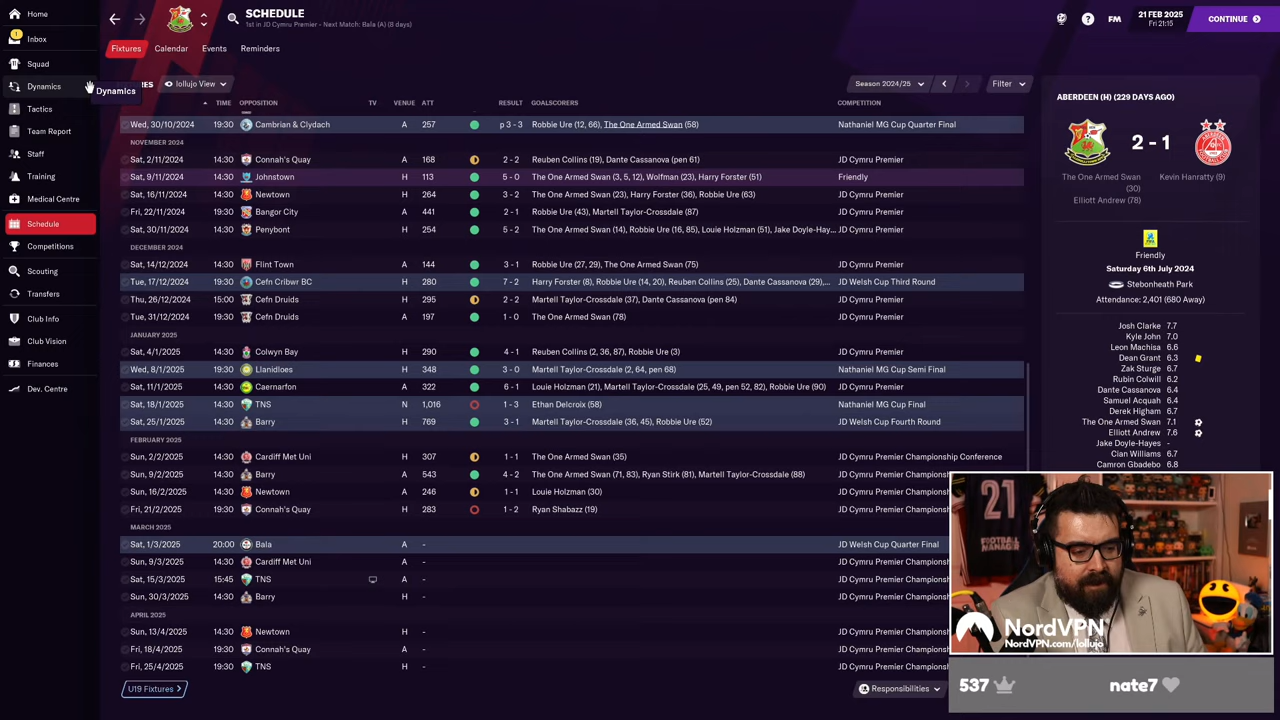 Home
Inbox
1
Squad
Dynamics
Tactics
Team Report
Staff
Training
Medical Centre
Schedule
Competitions
Scouting
Transfers
Club Info
Club Vision
Finances
Dev. Centre
Dynamics
SCHEDULE
1st in JD Cymru Premier - Next Match: Bala (A) (8 days)
FM
21 FEB 2025
Fri 21:15
CONTINUE
Fixtures Calendar Events Reminders
RES lollujo View Season 2024/25 Filter
TIME OPPOSITION TV VENUE ATT RESULT GOALSCORERS COMPETITION
Wed, 30/10/2024 19:30 Cambrian & Clydach A 257 p 3 - 3 Robbie Ure (12, 66), The One Armed Swan (58) Nathaniel MG Cup Quarter Final
NOVEMBER 2024
Sat, 2/11/2024 14:30 Connah's Quay A 168 2 - 2 Reuben Collins (19), Dante Cassanova (pen 61) JD Cymru Premier
Sat, 9/11/2024 14:30 Johnstown H 113 5 - 0 The One Armed Swan (3, 5, 12), Wolfman (23), Harry Forster (51) Friendly
Sat, 16/11/2024 14:30 Newtown H 264 3 - 2 The One Armed Swan (23), Harry Forster (36), Robbie Ure (63) JD Cymru Premier
Fri, 22/11/2024 19:30 Bangor City A 441 2 - 1 Robbie Ure (43), Martell Taylor-Crossdale (87) JD Cymru Premier
Sat, 30/11/2024 14:30 Penybont H 254 5 - 2 The One Armed Swan (14), Robbie Ure (16, 85), Louie Holzman (51), Jake Doyle-Hay... JD Cymru Premier
DECEMBER 2024
Sat, 14/12/2024 14:30 Flint Town A 144 3 - 1 Robbie Ure (27, 29), The One Armed Swan (75) JD Cymru Premier
Tue, 17/12/2024 19:30 Cefn Cribwr BC H 280 7 - 2 Harry Forster (8), Robbie Ure (14, 20), Reuben Collins (25), Dante Cassanova (29),... JD Welsh Cup Third Round
Thu, 26/12/2024 15:00 Cefn Druids H 295 2 - 2 Martell Taylor-Crossdale (37), Dante Cassanova (pen 84) JD Cymru Premier
Tue, 31/12/2024 14:30 Cefn Druids A 197 1 - 0 The One Armed Swan (78) JD Cymru Premier
JANUARY 2025
Sat, 4/1/2025 14:30 Colwyn Bay H 290 4 - 1 Reuben Collins (2, 36, 87), Robbie Ure (3) JD Cymru Premier
Wed, 8/1/2025 19:30 Llanidloes H 348 3 - 0 Martell Taylor-Crossdale (2, 64, pen 68) Nathaniel MG Cup Semi Final
Sat, 11/1/2025 14:30 Caernarfon A 322 6 - 1 Louie Holzman (21), Martell Taylor-Crossdale (25, 49, pen 52, 82), Robbie Ure (90) JD Cymru Premier
Sat, 18/1/2025 14:30 TNS N 1,016 1 - 3 Ethan Delcroix (58) Nathaniel MG Cup Final
Sat, 25/1/2025 14:30 Barry H 769 3 - 1 Martell Taylor-Crossdale (36, 45), Robbie Ure (52) JD Welsh Cup Fourth Round
FEBRUARY 2025
Sun, 2/2/2025 14:30 Cardiff Met Uni H 307 1 - 1 The One Armed Swan (35) JD Cymru Premier Championship Conference
Sun, 9/2/2025 14:30 Barry A 543 4 - 2 The One Armed Swan (71, 83), Ryan Stirk (81), Martell Taylor-Crossdale (88) JD Cymru Premier Champions
Sun, 16/2/2025 14:30 Newtown A 246 1 - 1 Louie Holzman (30) JD Cymru Premier Champions
Fri, 21/2/2025 19:30 Connah's Quay H 283 1 - 2 Ryan Shabazz (19) JD Cymru Premier Champions
MARCH 2025
Sat, 1/3/2025 20:00 Bala A - JD Welsh Cup Quarter Final
Sun, 9/3/2025 14:30 Cardiff Met Uni A - JD Cymru Premier Champions
Sat, 15/3/2025 15:45 TNS A - JD Cymru Premier Champions
Sun, 30/3/2025 14:30 Barry H - JD Cymru Premier Champions
APRIL 2025
Sun, 13/4/2025 14:30 Newtown H - JD Cymru Premier Champions
Fri, 18/4/2025 19:30 Connah's Quay A - JD Cymru Premier Champions
Fri, 25/4/2025 19:30 TNS H - JD Cymru Premier Champions
U19 Fixtures
Responsibilities
ABERDEEN (H) (229 DAYS AGO)
2 - 1
The One Armed Swan
(30)
Elliott Andrew (78)
Kevin Hanratty (9)
Friendly
Saturday 6th July 2024
Stebonheath Park
Attendance: 2,401 (680 Away)
Josh Clarke 7.7
Kyle John 7.0
Leon Machisa 6.6
Dean Grant 6.3
Zak Sturge 6.7
Rubin Colwill 6.2
Dante Cassanova 6.4
Samuel Acquah 6.4
Derek Higham 6.7
The One Armed Swan 7.1
Elliott Andrew 7.6
Jake Doyle-Hayes -
Cian Williams 6.7
Camron Gbadebo 6.8
21
FOOTBALL
MANAGER
NordVPN
NordVPN.com/lollujo
537 nate7